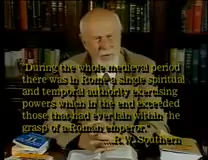 "During the whole medieval period
there was in Rome a single spiritual
and temporal authority exercising
powers which in the end exceeded
those that had ever lain within the
grasp of a Roman emperor."
...R.W. Southern